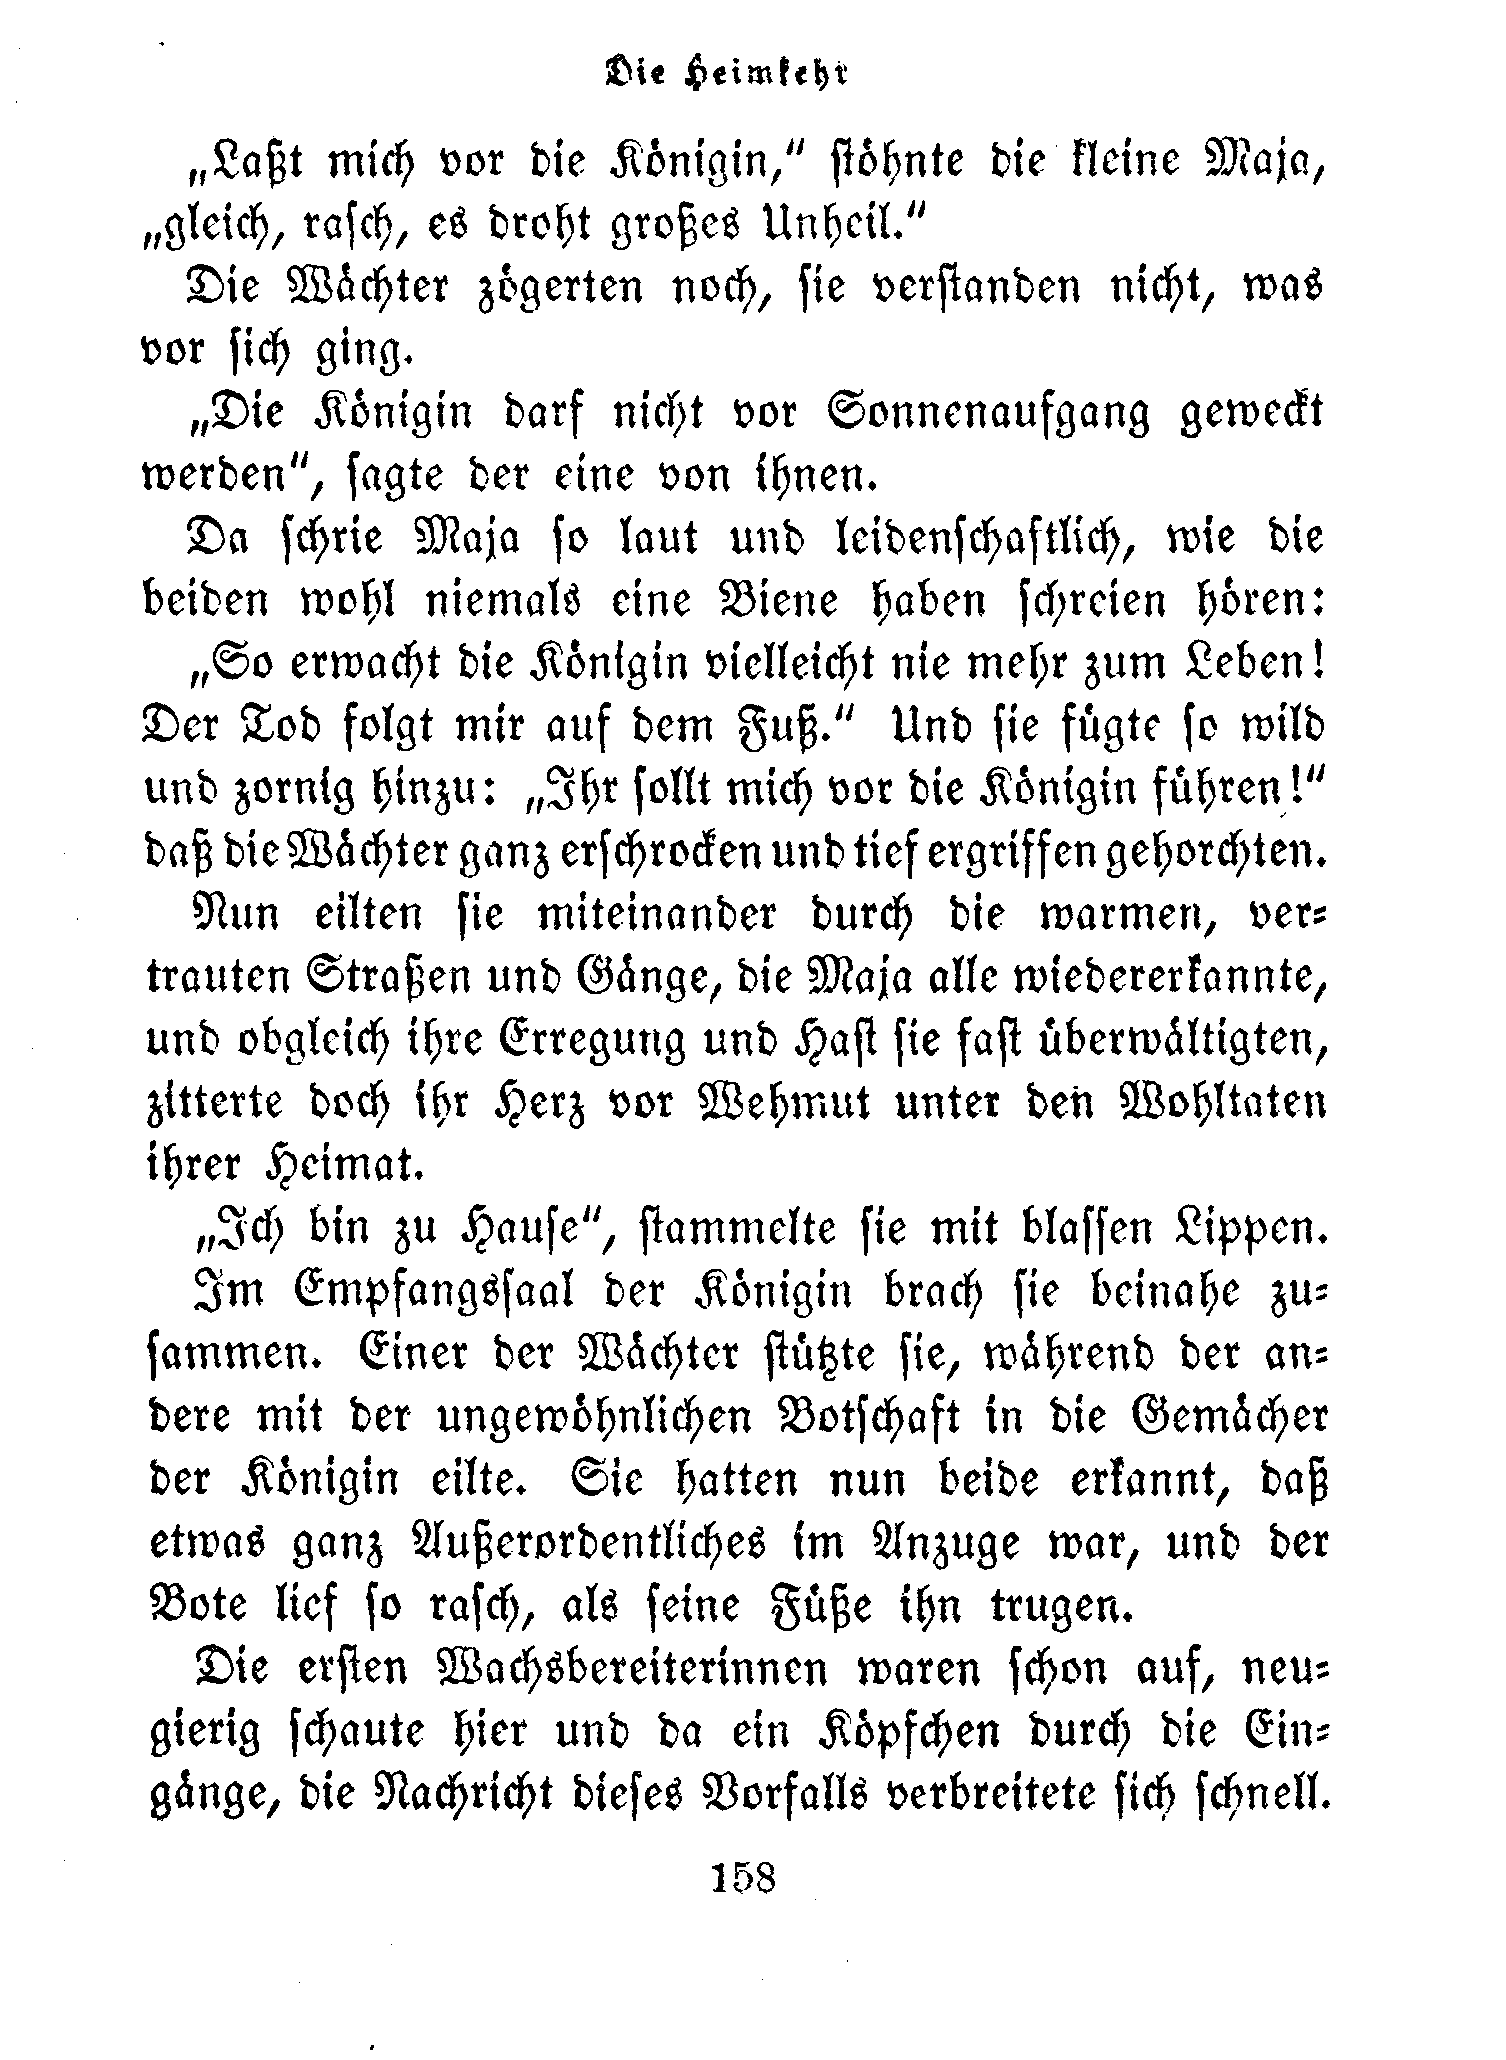 Die Heimkehr
„Laßt mich vor die Königin,“ stöhnte die kleine Maja,
„gleich, rasch, es droht großes Unheil.“
Die Wächter zögerten noch, sie verstanden nicht, was
vor sich ging.
„Die Königin darf nicht vor Sonnenaufgang geweckt
werden“, sagte der eine von ihnen.
Da schrie Maja so laut und leidenschaftlich, wie die
beiden wohl niemals eine Biene haben schreien hören:
„So erwacht die Königin vielleicht nie mehr zum Leben!
Der Tod folgt mir auf dem Fuß.“ Und sie fügte so wild
und zornig hinzu: „Ihr sollt mich vor die Königin führen!“
daß die Wächter ganz erschrocken und tief ergriffen gehorchten.
Nun eilten sie miteinander durch die warmen, ver-
trauten Straßen und Gänge, die Maja alle wiedererkannte,
und obgleich ihre Erregung und Hast sie fast überwältigten,
zitterte doch ihr Herz vor Wehmut unter den Wohltaten
ihrer Heimat.
„Ich bin zu Hause“, stammelte sie mit blassen Lippen.
Im Empfangssaal der Königin brach sie beinahe zu-
sammen. Einer der Wächter stützte sie, während der an-
dere mit der ungewöhnlichen Botschaft in die Gemächer
der Königin eilte. Sie hatten nun beide erkannt, daß
etwas ganz Außerordentliches im Anzuge war, und der
Bote lief so rasch, als seine Füße ihn trugen.
Die ersten Wachsbereiterinnen waren schon auf, neu-
gierig schaute hier und da ein Köpfchen durch die Ein-
gänge, die Nachricht dieses Vorfalls verbreitete sich schnell.
158